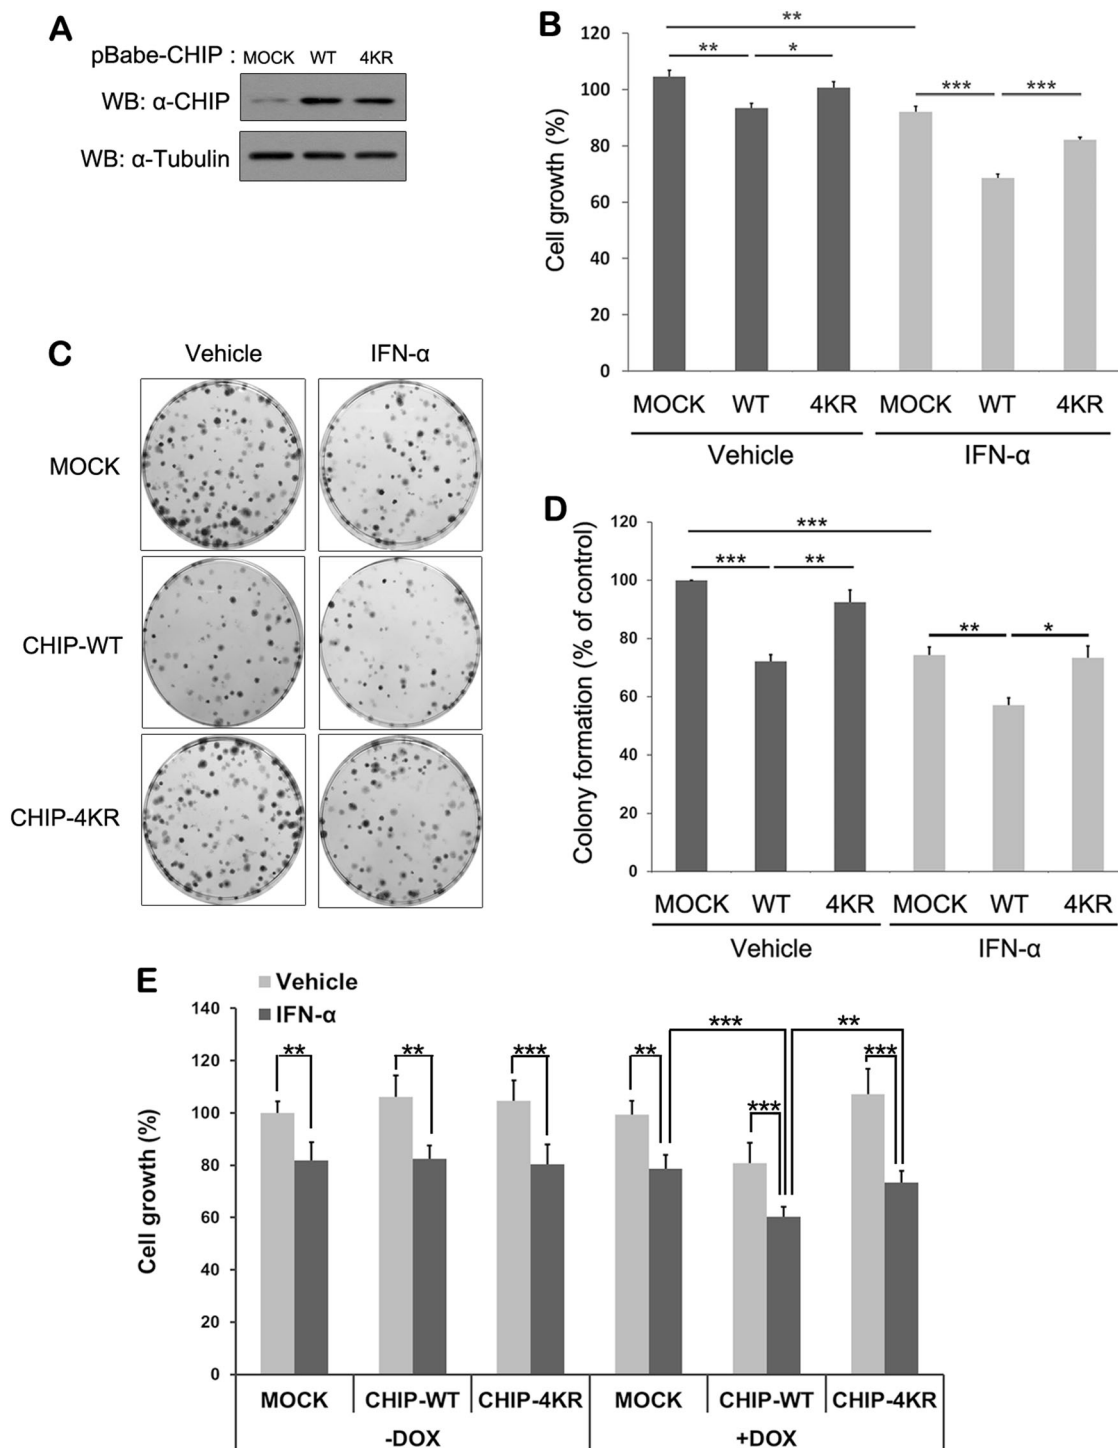 A
pBabe-CHIP : MOCK WT 4KR
WB: α-CHIP
WB: α-Tubulin
B
Cell growth (%)
120
100
80
60
40
20
0
**
** *
*** ***
MOCK WT 4KR MOCK WT 4KR
Vehicle IFN-α
C
Vehicle IFN-α
MOCK
CHIP-WT
CHIP-4KR
D
Colony formation (% of control)
120
100
80
60
40
20
0
***
*** **
** *
MOCK WT 4KR MOCK WT 4KR
Vehicle IFN-α
E
Vehicle
IFN-α
Cell growth (%)
140
120
100
80
60
40
20
0
*** **
** ** *** ** ***
***
MOCK CHIP-WT CHIP-4KR MOCK CHIP-WT CHIP-4KR
-DOX +DOX